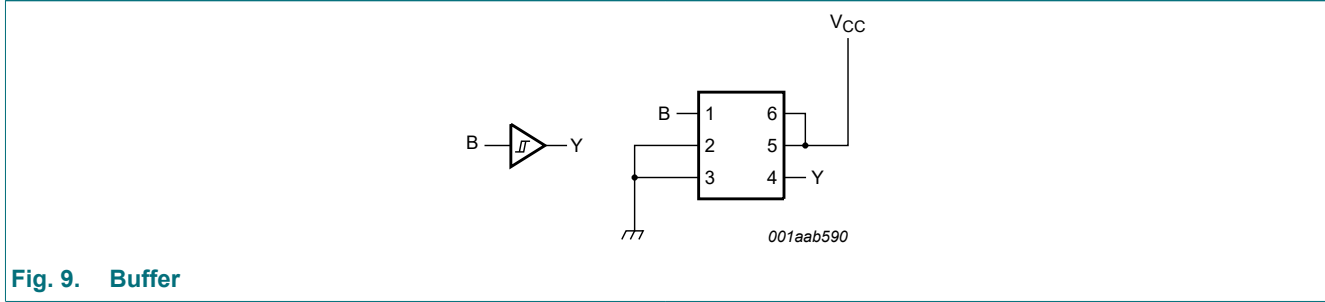 VCC
B 1 6
B Y 2 5
3 4 Y
001aab590
Fig. 9. Buffer